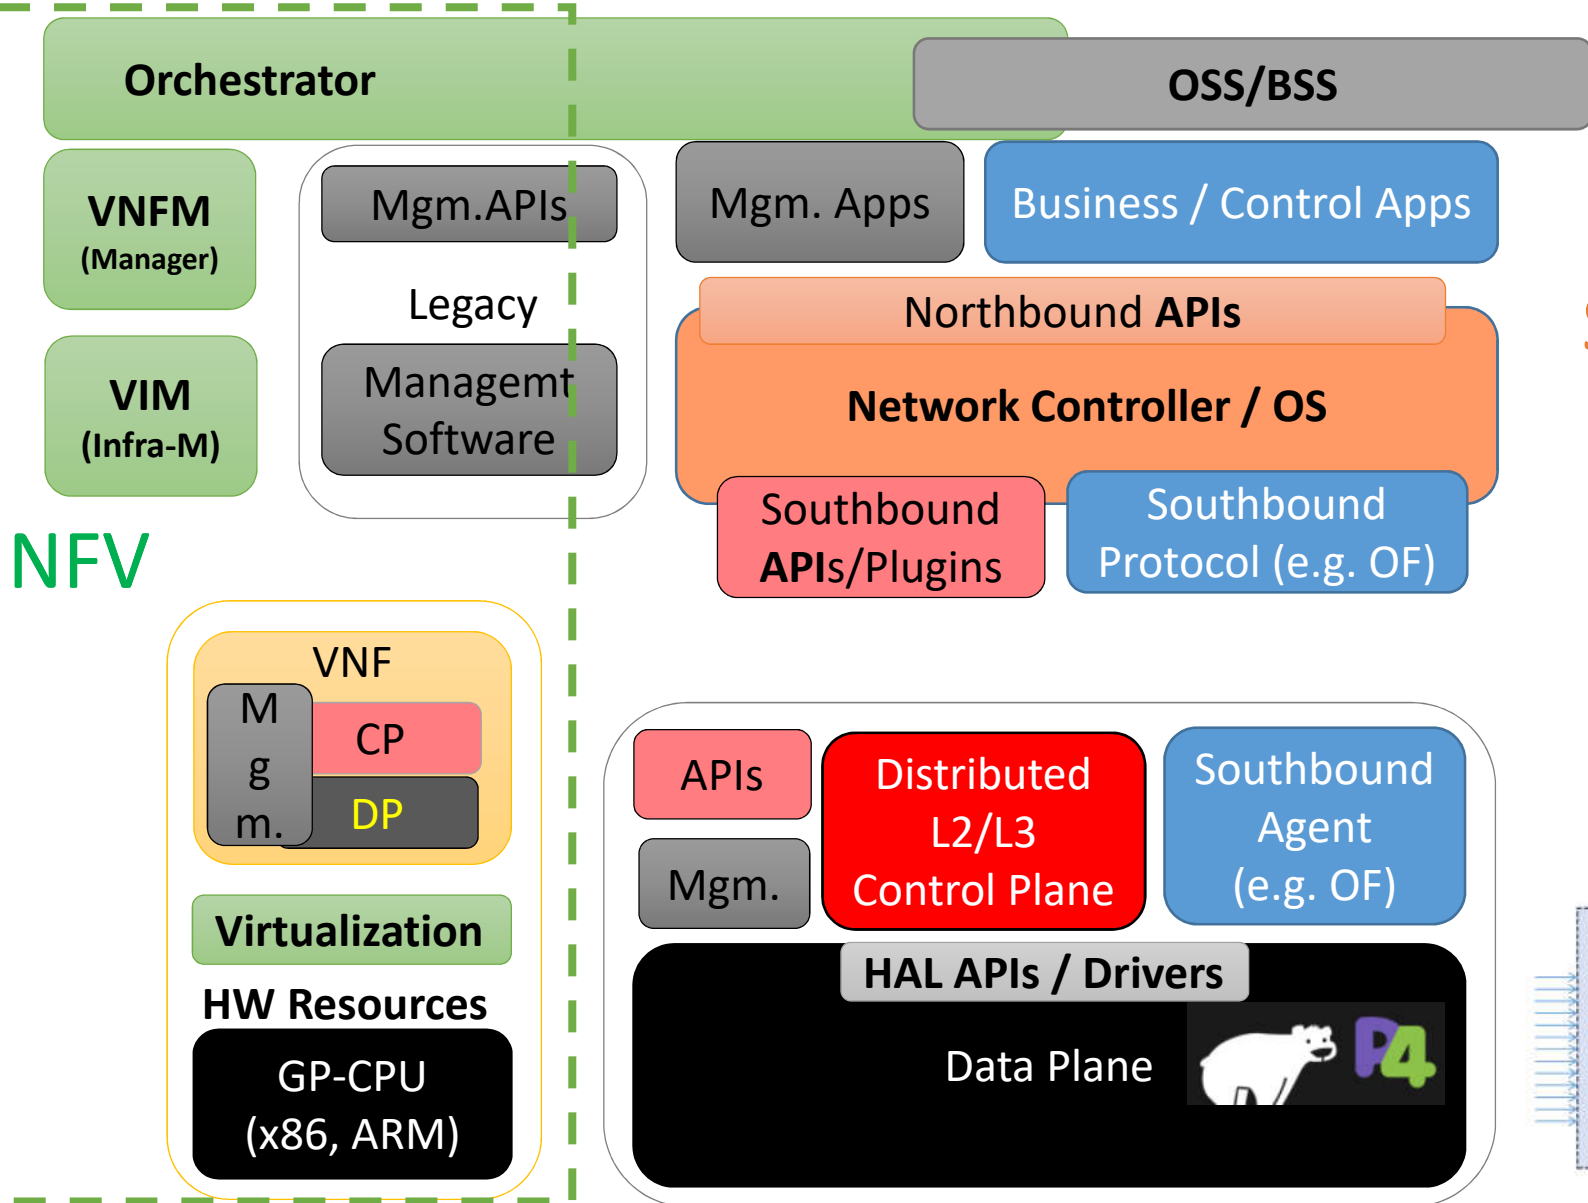 Orchestrator
OSS/BSS
VNFM
(Manager)
Mgm.APIs
Mgm. Apps
Business / Control Apps
Legacy
Northbound APIs
VIM
(Infra-M)
Managemt
Software
Network Controller / OS
Southbound
APIs/Plugins
Southbound
Protocol (e.g. OF)
NFV
VNF
M
g
m.
CP
DP
APIs
Mgm.
Distributed
L2/L3
Control Plane
Southbound
Agent
(e.g. OF)
Virtualization
HW Resources
GP-CPU
(x86, ARM)
HAL APIs / Drivers
Data Plane
P4